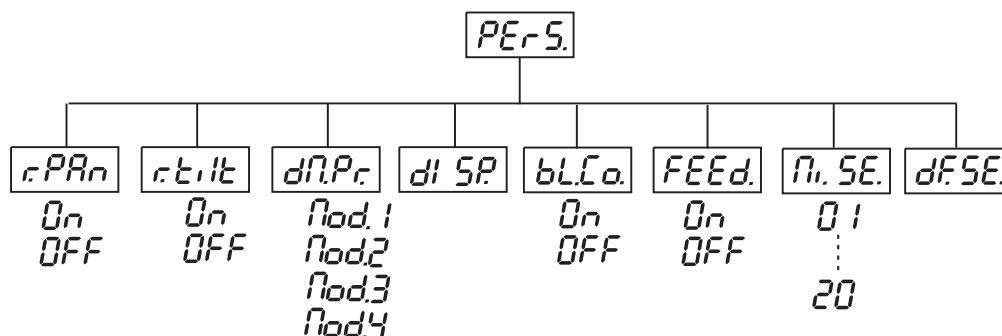 PErS.
r.PAn r.tilt dM.Pr. dISP. bL.Co. FEEd. Mi.SE. dF.SE.
On On Mod.1 On On 01
OFF OFF Mod.2 OFF OFF
Mod.3 20
Mod.4